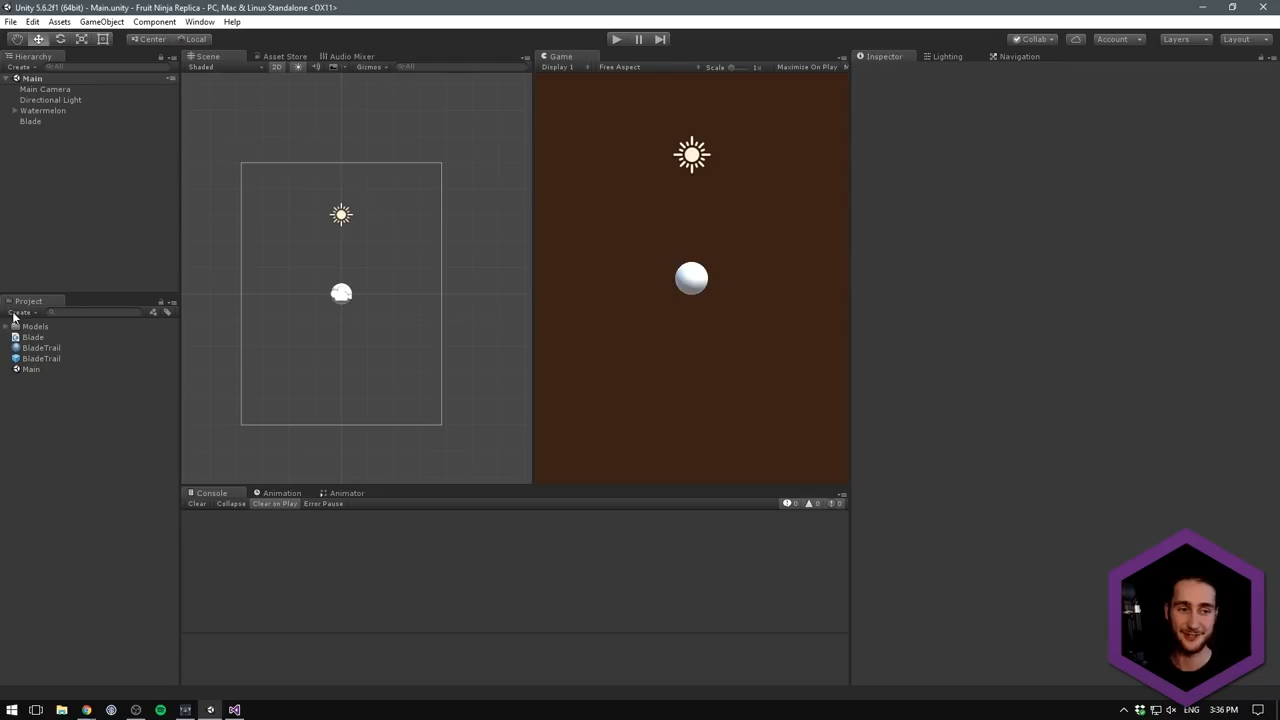 Unity 5.6.2f1 (64bit) - Main.unity - Fruit Ninja Replica - PC, Mac & Linux Standalone <DX11>
File Edit Assets GameObject Component Window Help
Center Local Collab Account Layers Layout
Hierarchy Scene Asset Store Audio Mixer Game Inspector Lighting Navigation
Create All Shaded 2D Gizmos All Display 1 Free Aspect Scale 1x Maximize On Play M
Main
Main Camera
Directional Light
Watermelon
Blade
Project
Create
Models
Blade
BladeTrail
BladeTrail
Main
Console Animation Animator
Clear Collapse Clear on Play Error Pause 0 0 0
ENG 3:36 PM